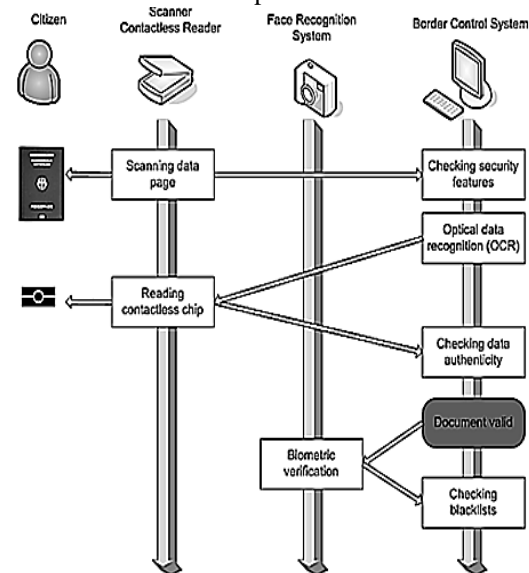 Citizen
Scanner
Contactless Reader
Face Recognition
System
Border Control System
Scanning data
page
Checking security
features
Optical data
recognition (OCR)
Reading
contactless chip
Checking data
authenticity
Document valid
Biometric
verification
Checking
blacklists